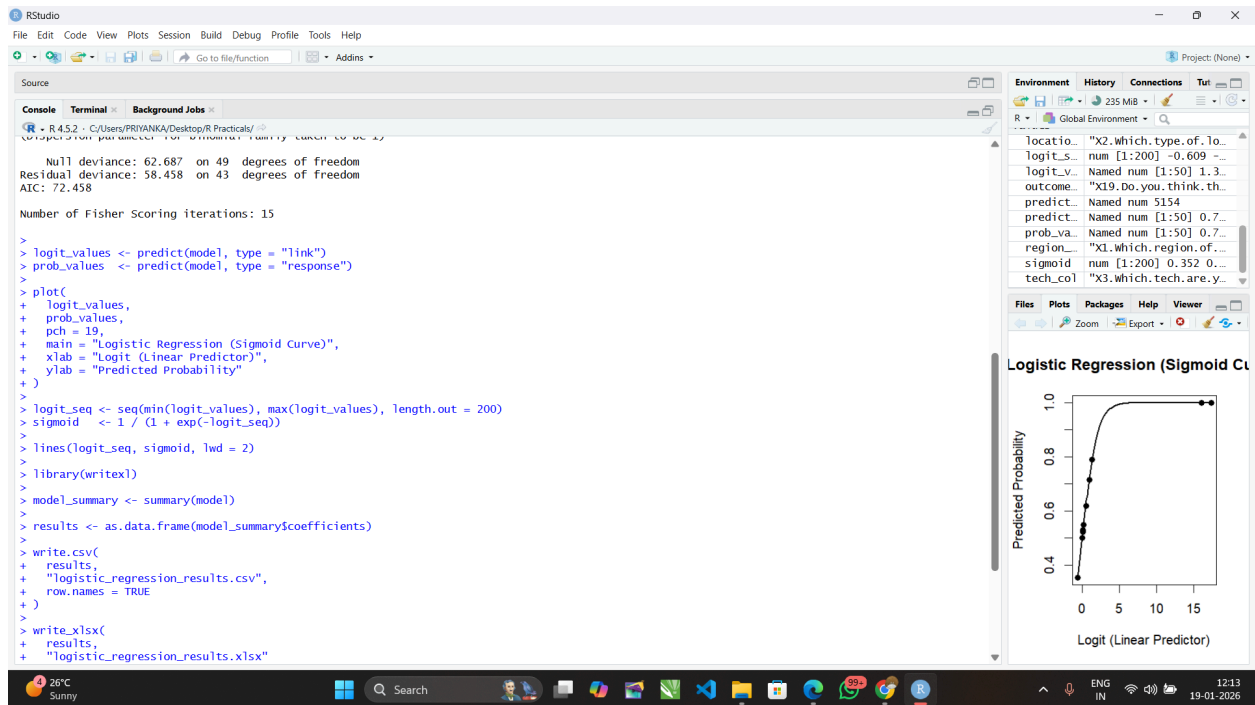 RStudio
File Edit Code View Plots Session Build Debug Profile Tools Help
Go to file/function Addins Project: (None)
Source
Console Terminal Background Jobs
R 4.5.2 · C:/Users/PRIYANKA/Desktop/R Practicals/
(Dispersion parameter for binomial family taken to be 1)
Null deviance: 62.687 on 49 degrees of freedom
Residual deviance: 58.458 on 43 degrees of freedom
AIC: 72.458
Number of Fisher Scoring iterations: 15
>
> logit_values <- predict(model, type = "link")
> prob_values <- predict(model, type = "response")
>
> plot(
+ logit_values,
+ prob_values,
+ pch = 19,
+ main = "Logistic Regression (Sigmoid Curve)",
+ xlab = "Logit (Linear Predictor)",
+ ylab = "Predicted Probability"
+ )
>
> logit_seq <- seq(min(logit_values), max(logit_values), length.out = 200)
> sigmoid <- 1 / (1 + exp(-logit_seq))
>
> lines(logit_seq, sigmoid, lwd = 2)
>
> library(writexl)
>
> model_summary <- summary(model)
>
> results <- as.data.frame(model_summary$coefficients)
>
> write.csv(
+ results,
+ "logistic_regression_results.csv",
+ row.names = TRUE
+ )
>
> write_xlsx(
+ results,
+ "logistic_regression_results.xlsx"
Environment History Connections Tut
235 MiB
R Global Environment
locatio… "X2.Which.type.of.lo…
logit_s… num [1:200] -0.609 -…
logit_v… Named num [1:50] 1.3…
outcome… "X19.Do.you.think.th…
predict… Named num 5154
predict… Named num [1:50] 0.7…
prob_va… Named num [1:50] 0.7…
region_… "X1.Which.region.of.…
sigmoid num [1:200] 0.352 0.…
tech_col "X3.Which.tech.are.y…
Files Plots Packages Help Viewer
Zoom Export
Logistic Regression (Sigmoid Cu
Predicted Probability
1.0
0.8
0.6
0.4
0 5 10 15
Logit (Linear Predictor)
4
26°C
Sunny
Search
99+
R
ENG
IN
12:13
19-01-2026